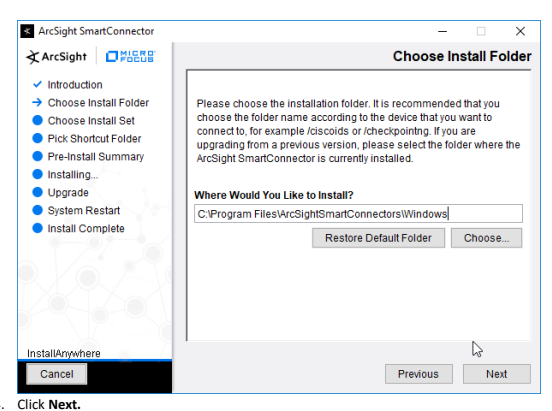 ArcSight SmartConnector
ArcSight
MICRO
FOCUS
Choose Install Folder
Introduction
Choose Install Folder
Choose Install Set
Pick Shortcut Folder
Pre-Install Summary
Installing...
Upgrade
System Restart
Install Complete
Please choose the installation folder. It is recommended that you
choose the folder name according to the device that you want to
connect to, for example /ciscoids or /checkpointng. If you are
upgrading from a previous version, please select the folder where the
ArcSight SmartConnector is currently installed.
Where Would You Like to Install?
C:\Program Files\ArcSightSmartConnectors\Windows
Restore Default Folder
Choose...
InstallAnywhere
Cancel
Previous
Next
Click Next.